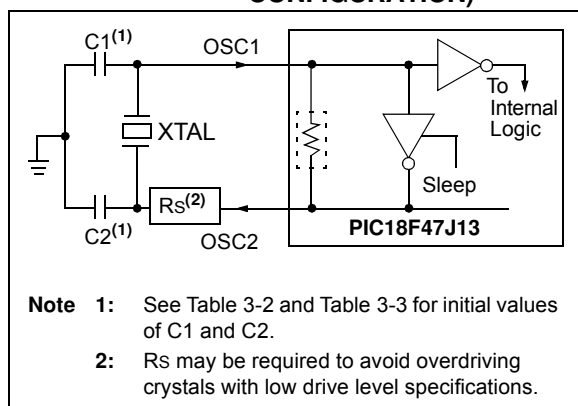 CONFIGURATION)
C1(1)
OSC1
To
Internal
Logic
XTAL
Sleep
RS(2)
C2(1)
OSC2
PIC18F47J13
Note 1: See Table 3-2 and Table 3-3 for initial values
of C1 and C2.
2: RS may be required to avoid overdriving
crystals with low drive level specifications.